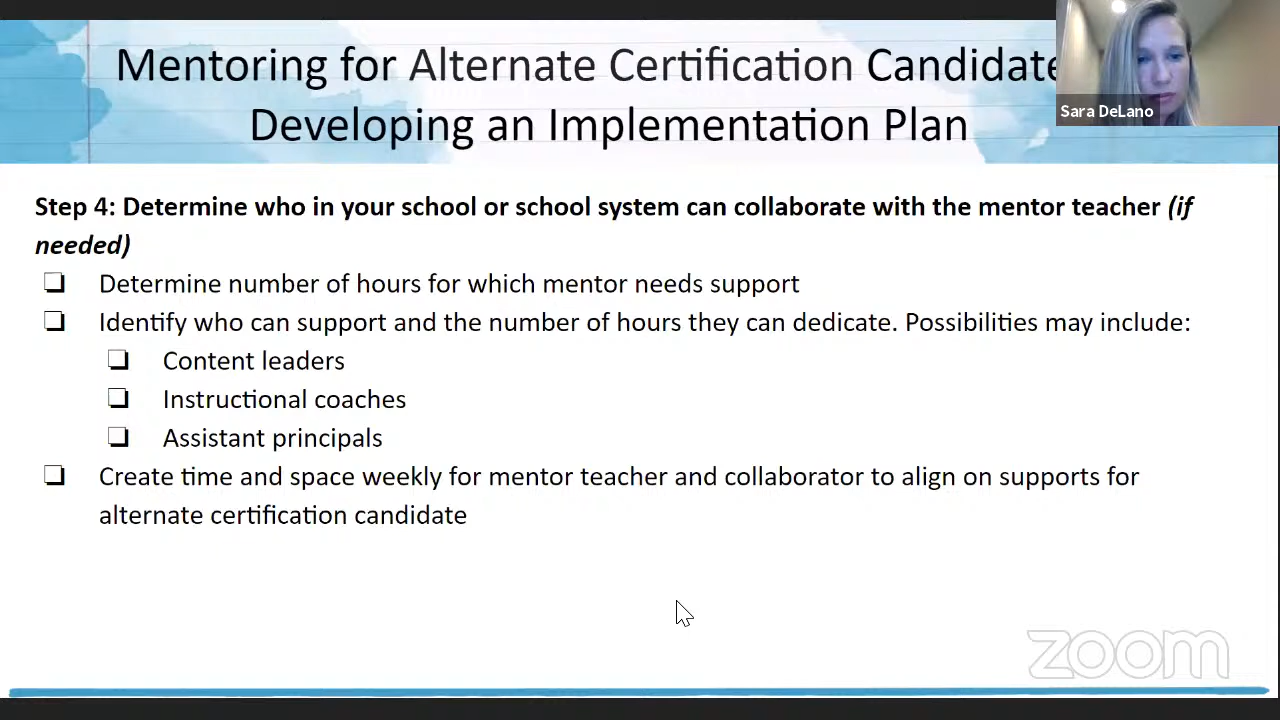 Mentoring for Alternate Certification Candidate
Developing an Implementation Plan
Sara DeLano
Step 4: Determine who in your school or school system can collaborate with the mentor teacher (if
needed)
Determine number of hours for which mentor needs support
Identify who can support and the number of hours they can dedicate. Possibilities may include:
Content leaders
Instructional coaches
Assistant principals
Create time and space weekly for mentor teacher and collaborator to align on supports for
alternate certification candidate
zoom